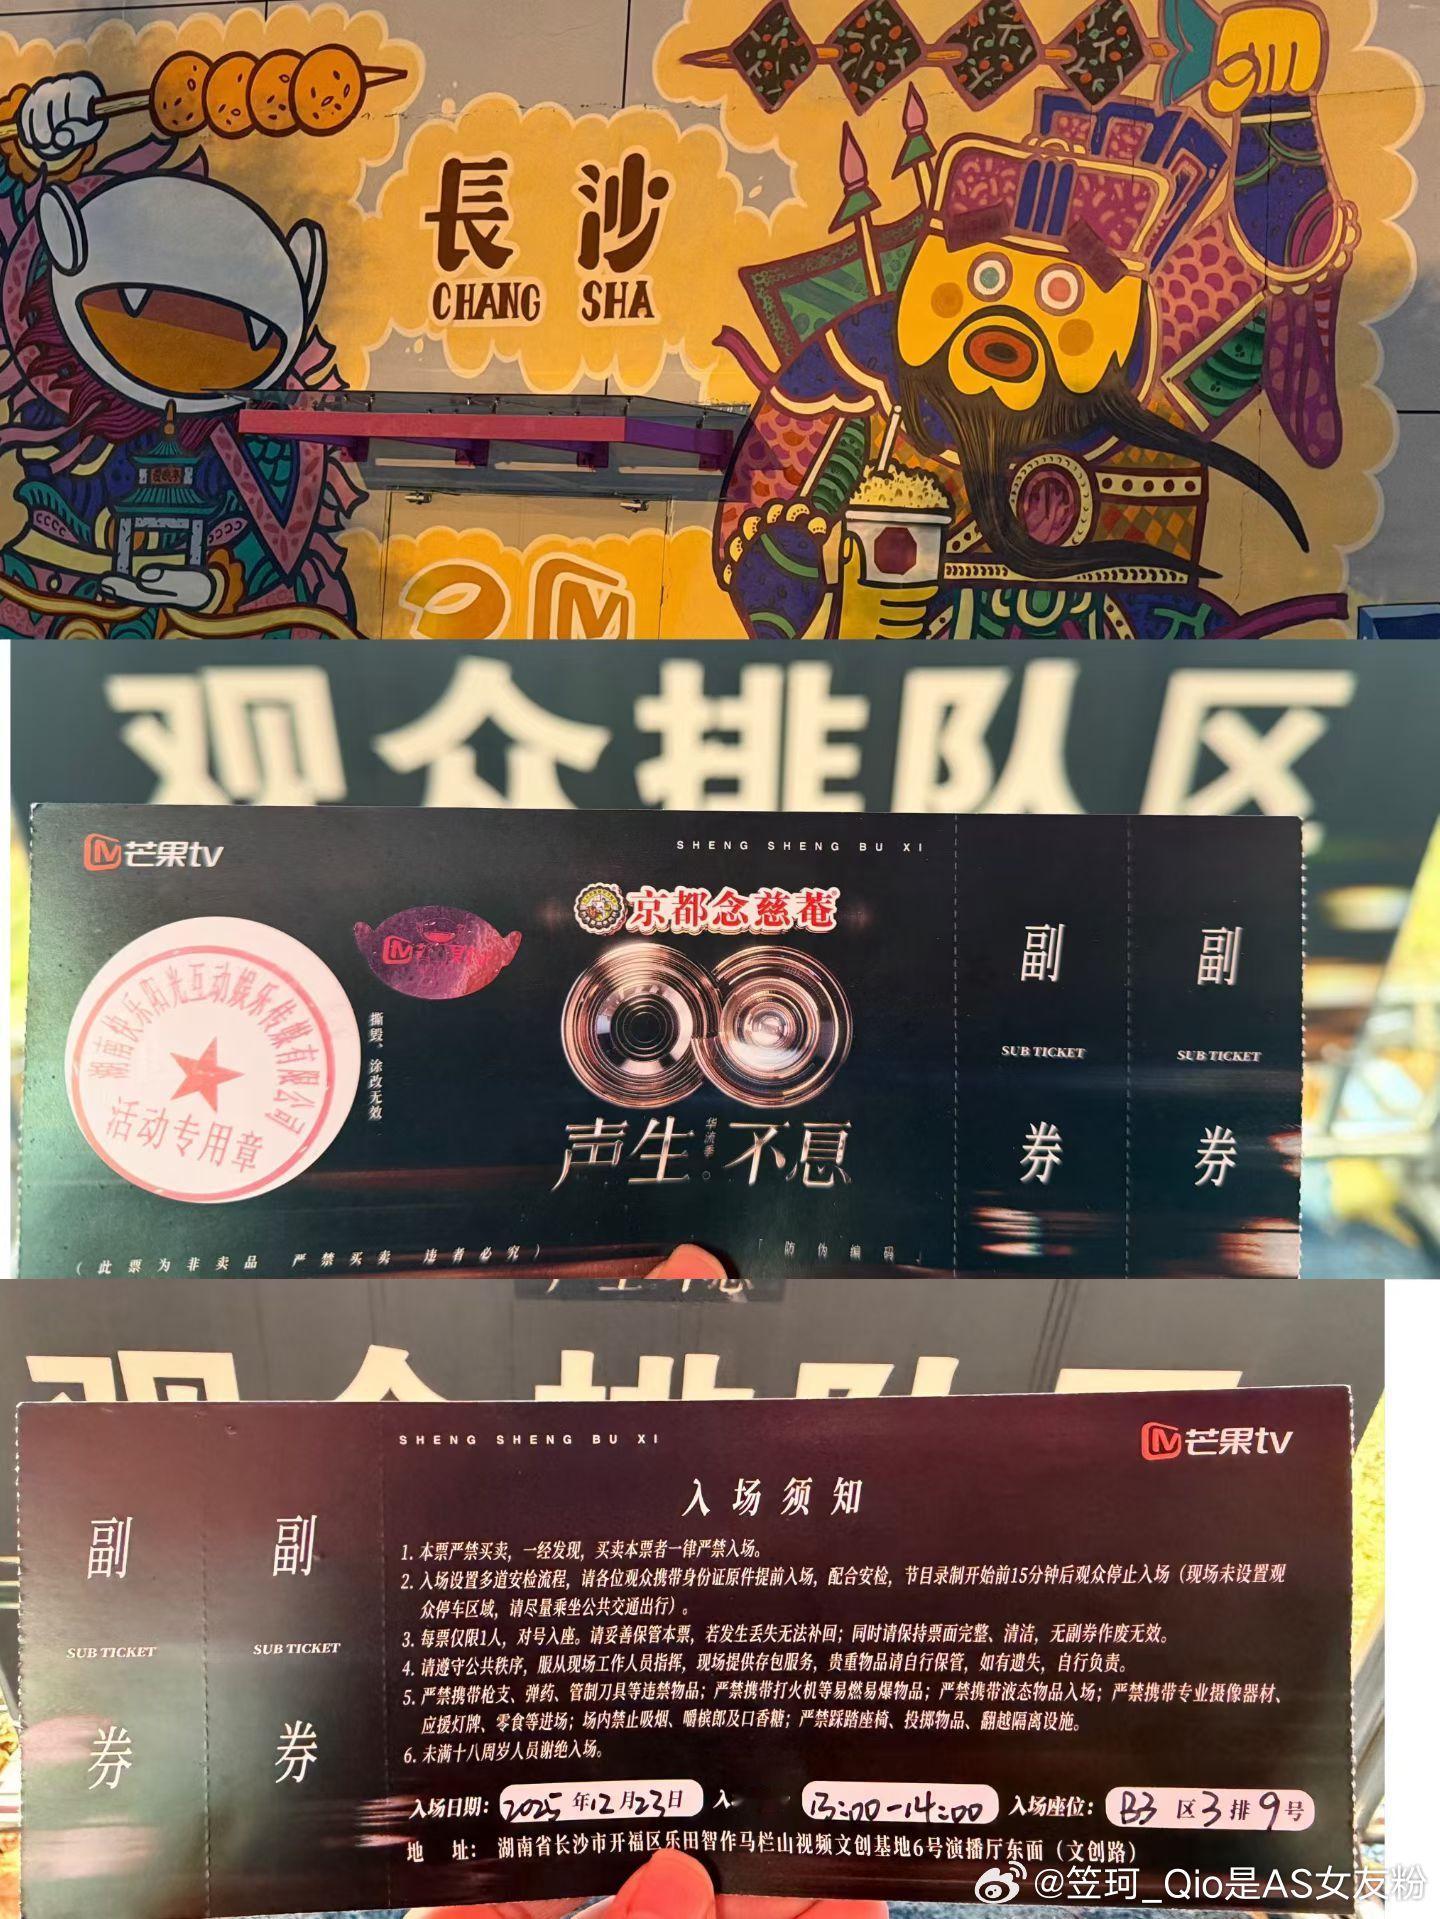 長沙
CHANG SHA
观众排队区
芒果tv
SHENG SHENG BU XI
京都念慈菴
芒果tv
湖南快乐阳光互动娱乐传媒有限公司
活动专用章
撕毁、涂改无效
声生不息
华流季
副券
SUB TICKET
副券
SUB TICKET
(此票为非卖品 严禁买卖 违者必究)
「防伪编码」
声生不息
观众排队区
SHENG SHENG BU XI
芒果tv
副券
SUB TICKET
副券
SUB TICKET
入场须知
1. 本票严禁买卖，一经发现，买卖本票者一律严禁入场。
2. 入场设置多道安检流程，请各位观众携带身份证原件提前入场，配合安检，节目录制开始前15分钟后观众停止入场（现场未设置观
众停车区域，请尽量乘坐公共交通出行）。
3. 每票仅限1人，对号入座。请妥善保管本票，若发生丢失无法补回；同时请保持票面完整、清洁，无副券作废无效。
4. 请遵守公共秩序，服从现场工作人员指挥，现场提供存包服务，贵重物品请自行保管，如有遗失，自行负责。
5. 严禁携带枪支、弹药、管制刀具等违禁物品；严禁携带打火机等易燃易爆物品；严禁携带液态物品入场；严禁携带专业摄像器材、
应援灯牌、零食等进场；场内禁止吸烟、嚼槟郎及口香糖；严禁踩踏座椅、投掷物品、翻越隔离设施。
6. 未满十八周岁人员谢绝入场。
入场日期：2025年12月23日 入 13:00-14:00 入场座位：B3区3排9号
地 址：湖南省长沙市开福区乐田智作马栏山视频文创基地6号演播厅东面（文创路）
@笠珂_Qio是AS女友粉